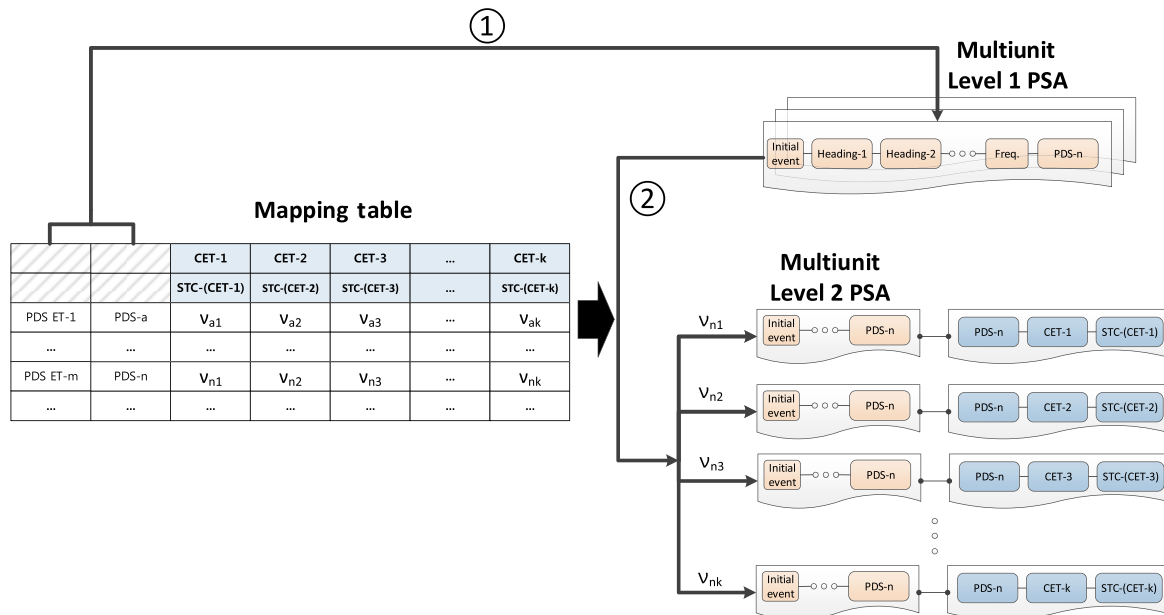 ①
Multiunit
Level 1 PSA
Initial
event
Heading-1
Heading-2
Freq.
PDS-n
②
Mapping table
CET-1 CET-2 CET-3 ... CET-k
STC-(CET-1) STC-(CET-2) STC-(CET-3) ... STC-(CET-k)
PDS ET-1 PDS-a νa1 νa2 νa3 ... νak
... ... ... ... ... ... ...
PDS ET-m PDS-n νn1 νn2 νn3 ... νnk
... ... ... ... ... ... ...
Multiunit
Level 2 PSA
νn1
Initial
event
PDS-n
PDS-n
CET-1
STC-(CET-1)
νn2
Initial
event
PDS-n
PDS-n
CET-2
STC-(CET-2)
νn3
Initial
event
PDS-n
PDS-n
CET-3
STC-(CET-3)
νnk
Initial
event
PDS-n
PDS-n
CET-k
STC-(CET-k)